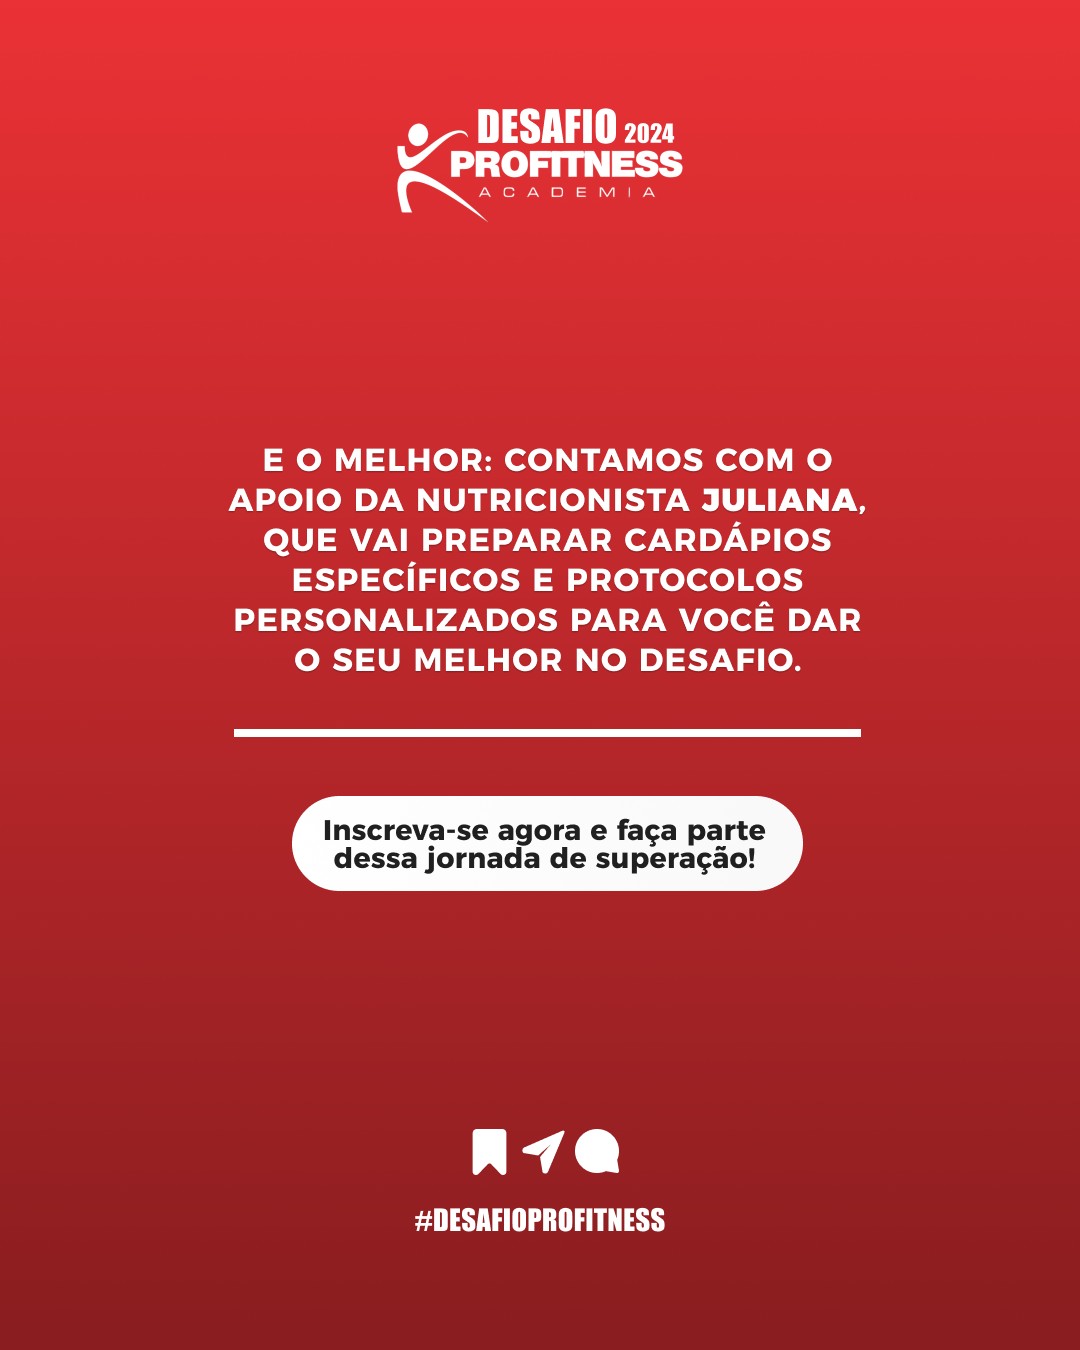 DESAFIO 2024
PROFITNESS
ACADEMIA
E O MELHOR: CONTAMOS COM O
APOIO DA NUTRICIONISTA JULIANA,
QUE VAI PREPARAR CARDÁPIOS
ESPECÍFICOS E PROTOCOLOS
PERSONALIZADOS PARA VOCÊ DAR
O SEU MELHOR NO DESAFIO.
Inscreva-se agora e faça parte
dessa jornada de superação!
#DESAFIOPROFITNESS